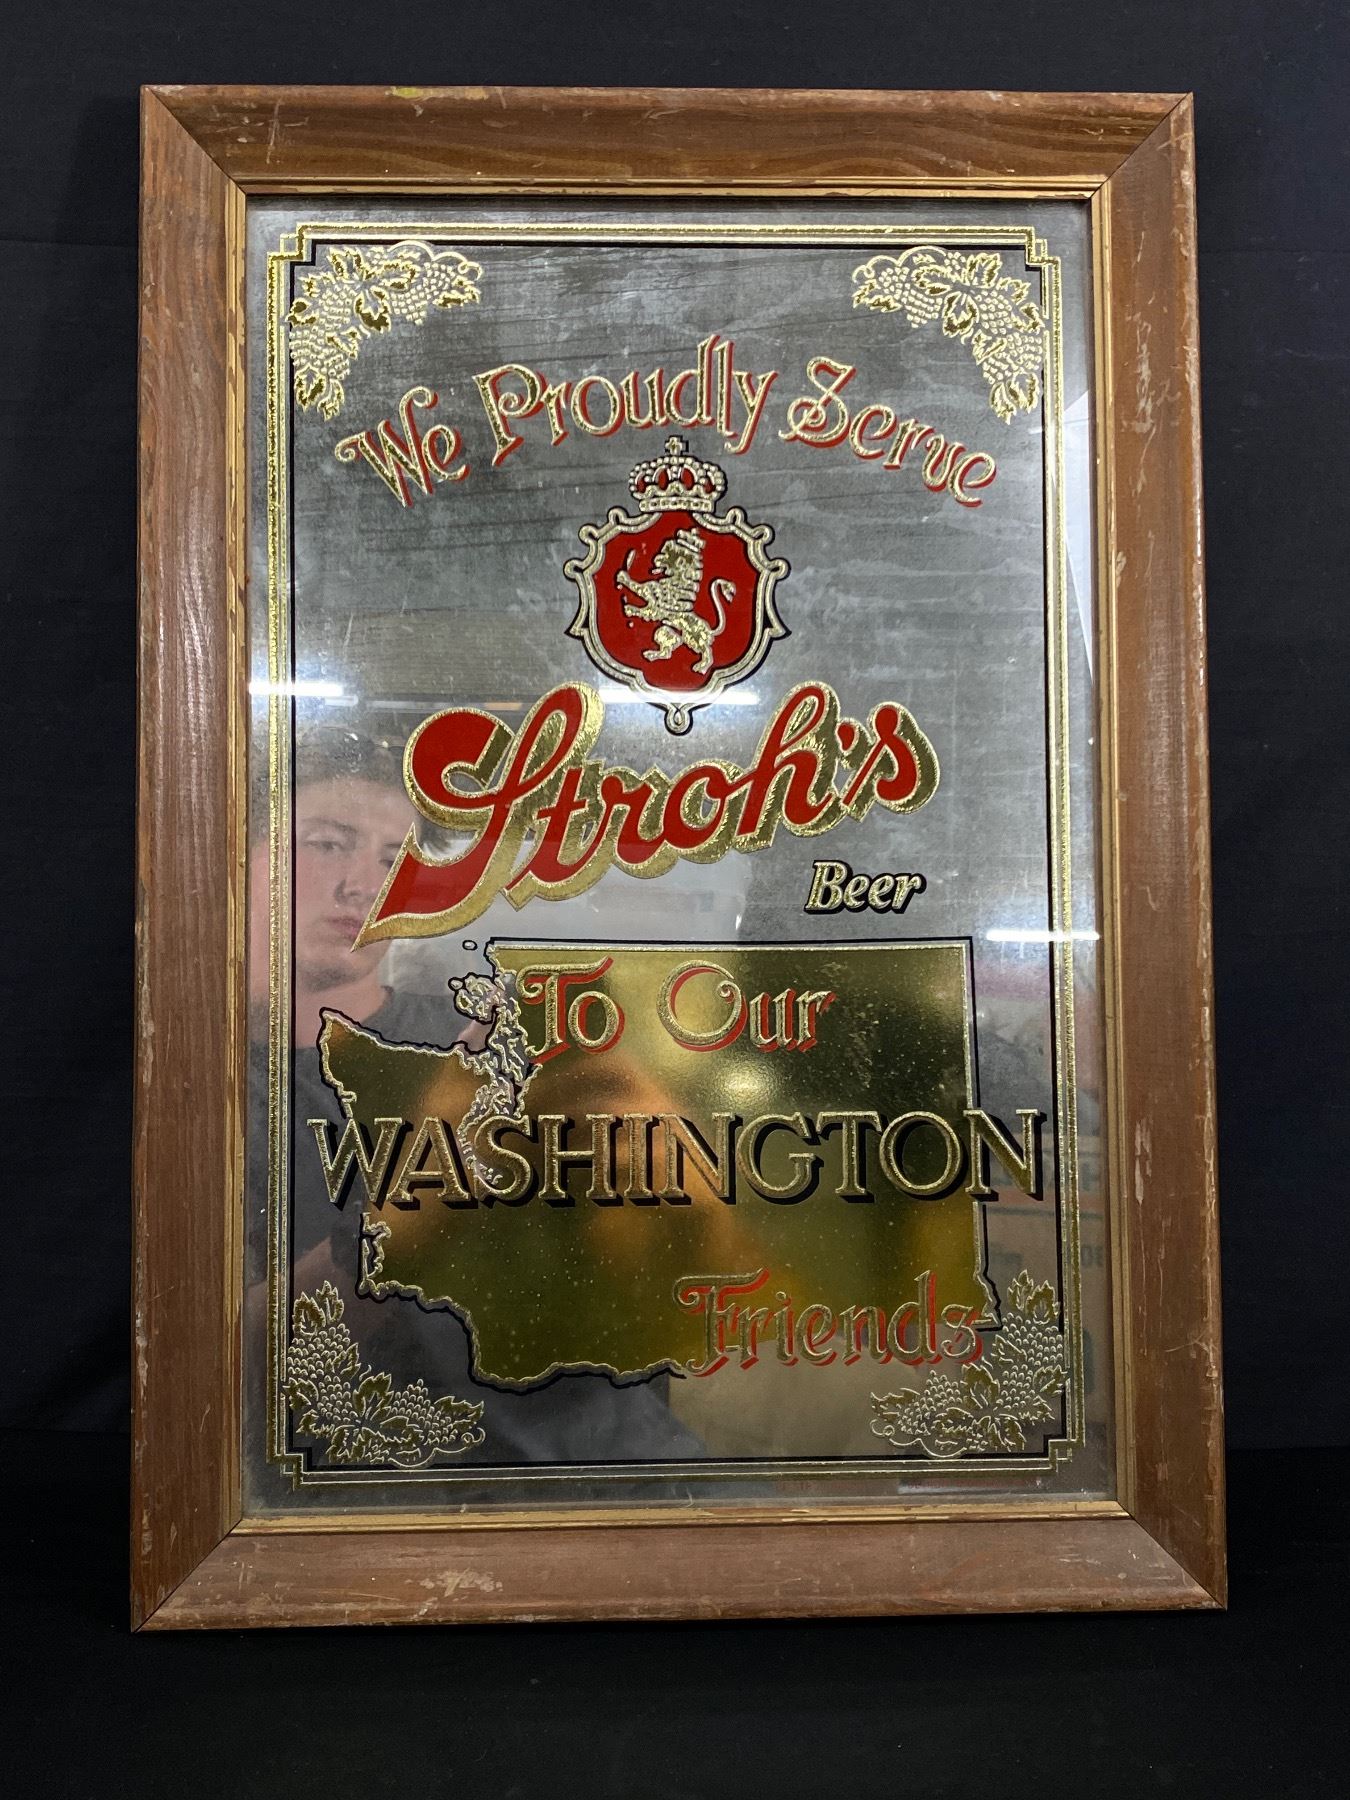 We Proudly Serve
Stroh's
Beer
To Our
WASHINGTON
Friends